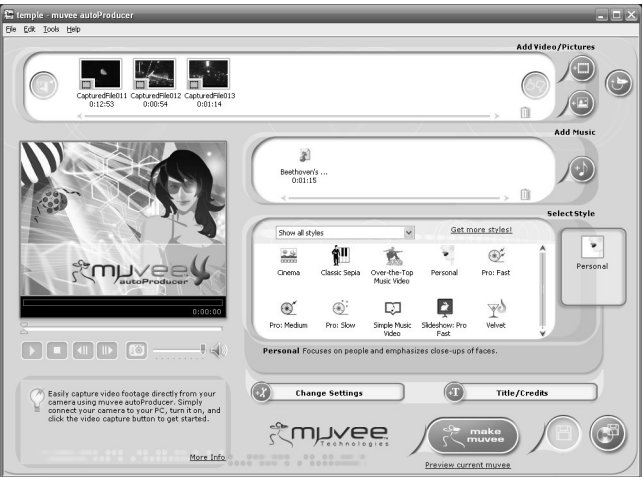 temple - muvee autoProducer
File Edit Tools Help
Add Video/Pictures
CapturedFile011 CapturedFile012 CapturedFile013
0:12:53 0:00:54 0:01:14
Add Music
Beethoven's ...
0:01:15
Select Style
Show all styles
Get more styles!
Cinema Classic Sepia Over-the-Top Music Video Personal Pro: Fast
Personal
Pro: Medium Pro: Slow Simple Music Video Slideshow: Pro Fast Velvet
muvee
autoProducer
0:00:00
Personal Focuses on people and emphasizes close-ups of faces.
Change Settings
Title/Credits
Easily capture video footage directly from your
camera using muvee autoProducer. Simply
connect your camera to your PC, turn it on, and
click the video capture button to get started.
More Info
muvee
Technologies
make
muvee
Preview current muvee